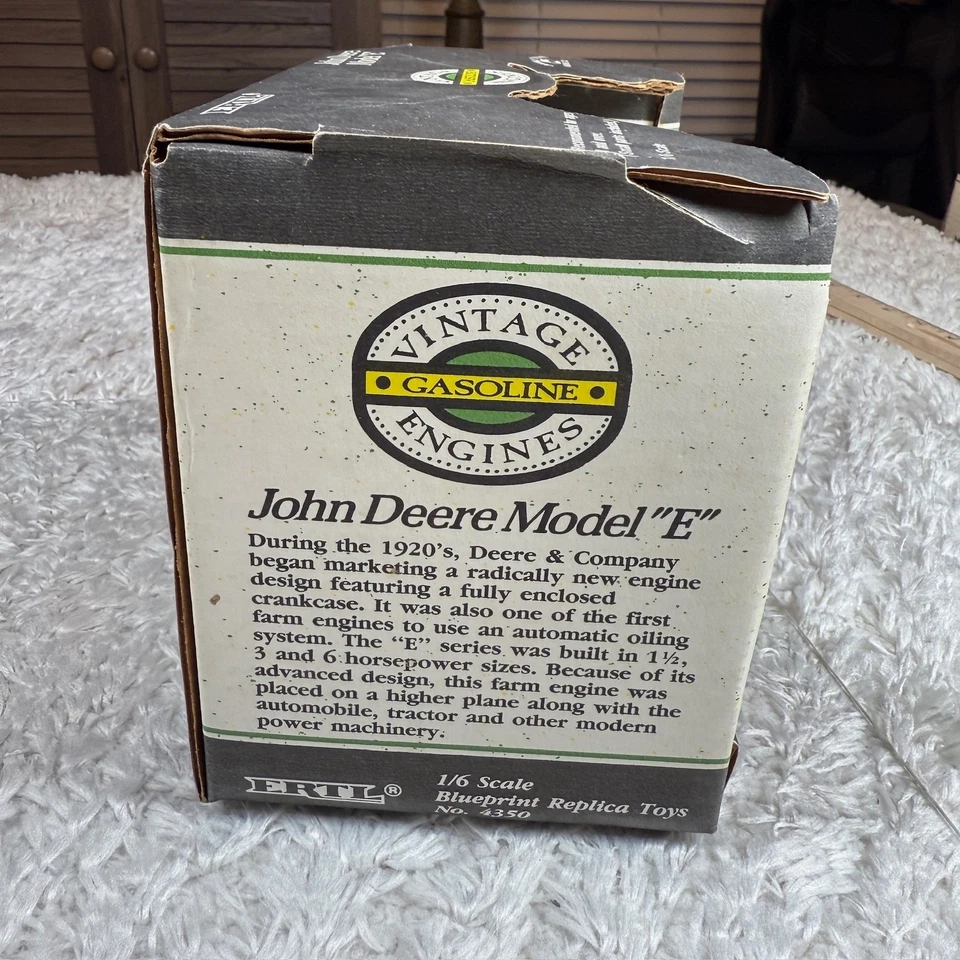 ERTL
VINTAGE
GASOLINE
ENGINES
John Deere Model "E"
During the 1920's, Deere & Company
began marketing a radically new engine
design featuring a fully enclosed
crankcase. It was also one of the first
farm engines to use an automatic oiling
system. The "E" series was built in 1½,
3 and 6 horsepower sizes. Because of its
advanced design, this farm engine was
placed on a higher plane along with the
automobile, tractor and other modern
power machinery.
ERTL®
1/6 Scale
Blueprint Replica Toys
No. 4350